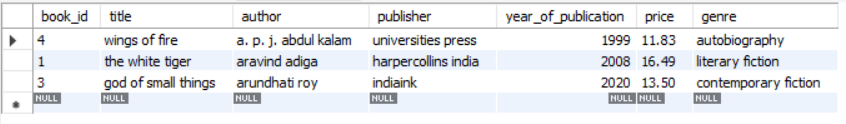 book_id title author publisher year_of_publication price genre
4 wings of fire a. p. j. abdul kalam universities press 1999 11.83 autobiography
1 the white tiger aravind adiga harpercollins india 2008 16.49 literary fiction
3 god of small things arundhati roy indiaink 2020 13.50 contemporary fiction
NULL NULL NULL NULL NULL NULL NULL